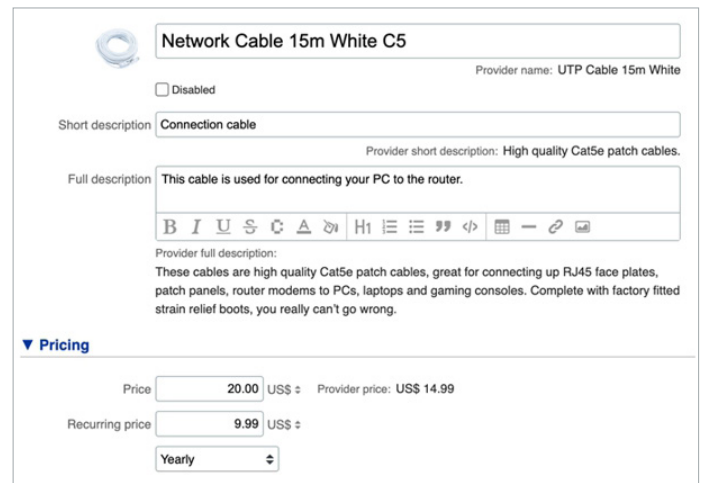 Network Cable 15m White C5
Provider name: UTP Cable 15m White
Disabled
Short description Connection cable
Provider short description: High quality Cat5e patch cables.
Full description This cable is used for connecting your PC to the router.
B I U S C A H1 </>
Provider full description:
These cables are high quality Cat5e patch cables, great for connecting up RJ45 face plates,
patch panels, router modems to PCs, laptops and gaming consoles. Complete with factory fitted
strain relief boots, you really can't go wrong.
▼ Pricing
Price 20.00 US$ Provider price: US$ 14.99
Recurring price 9.99 US$
Yearly